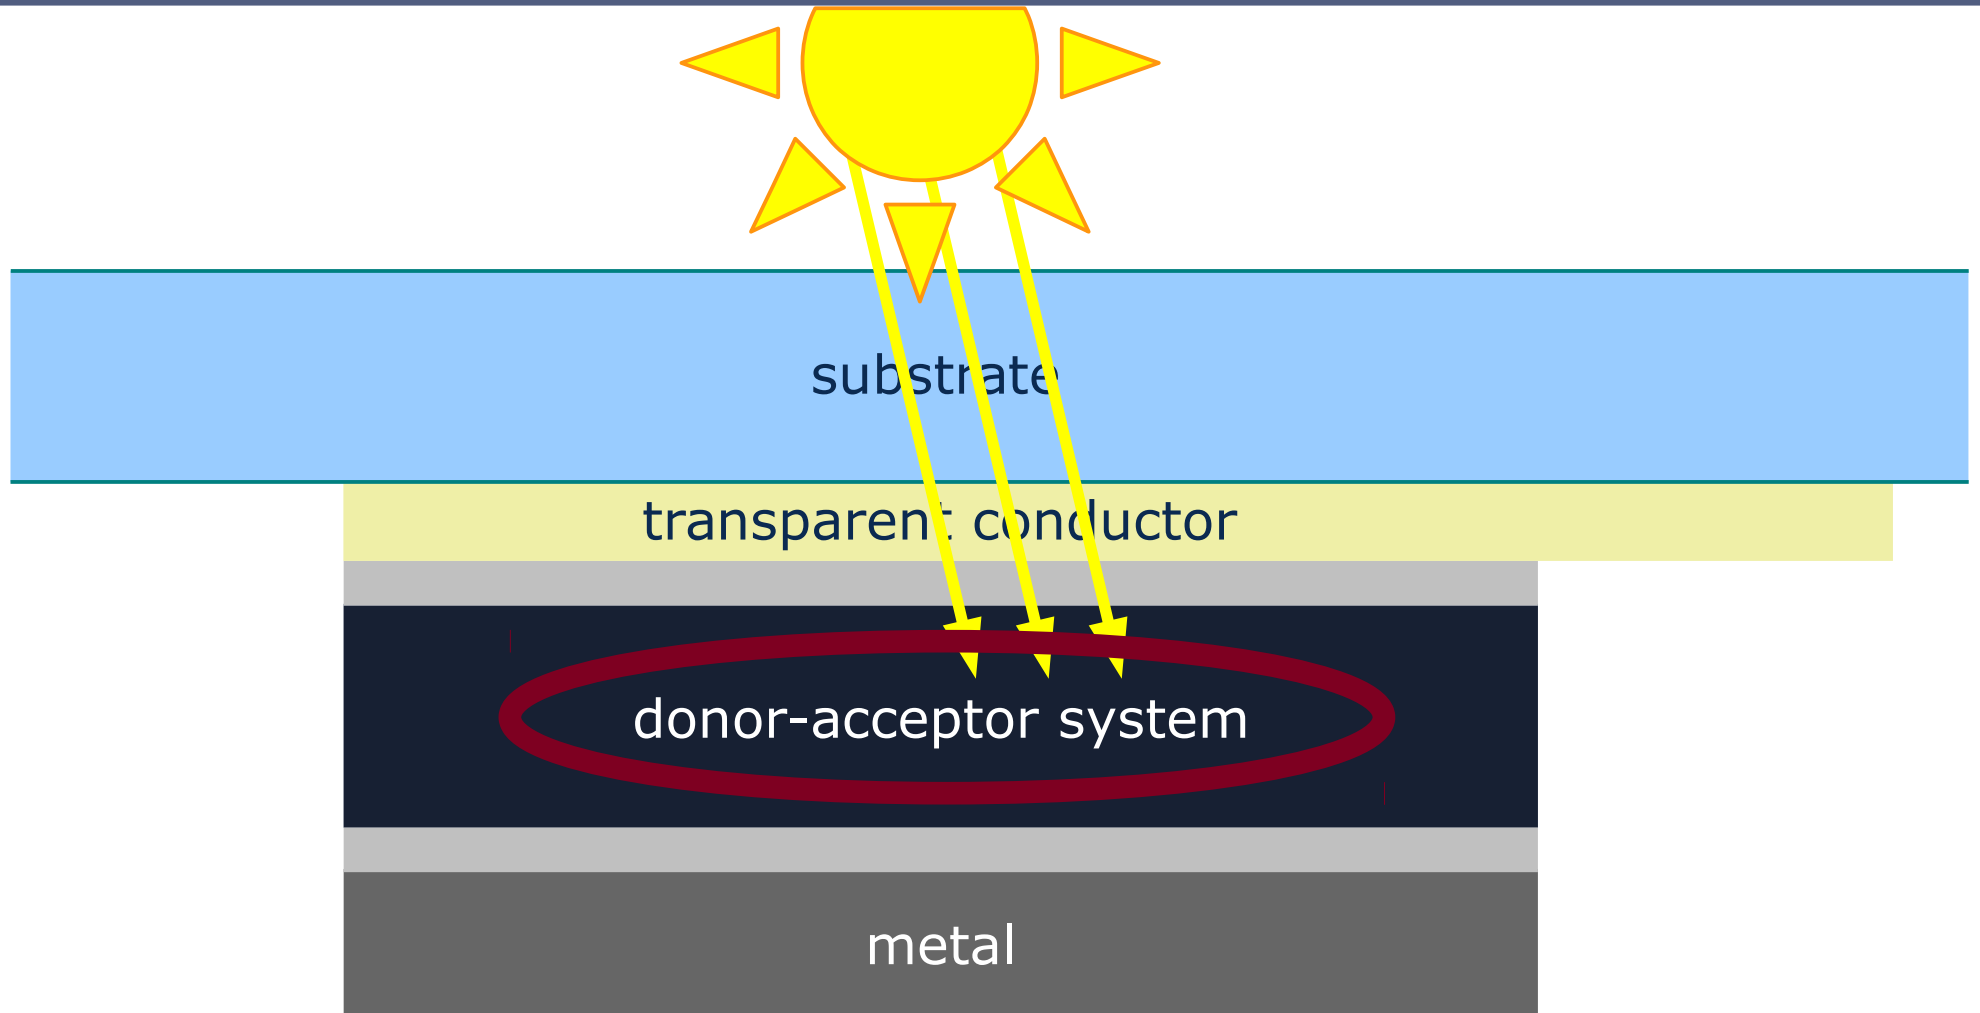 substrate
transparent conductor
donor-acceptor system
metal